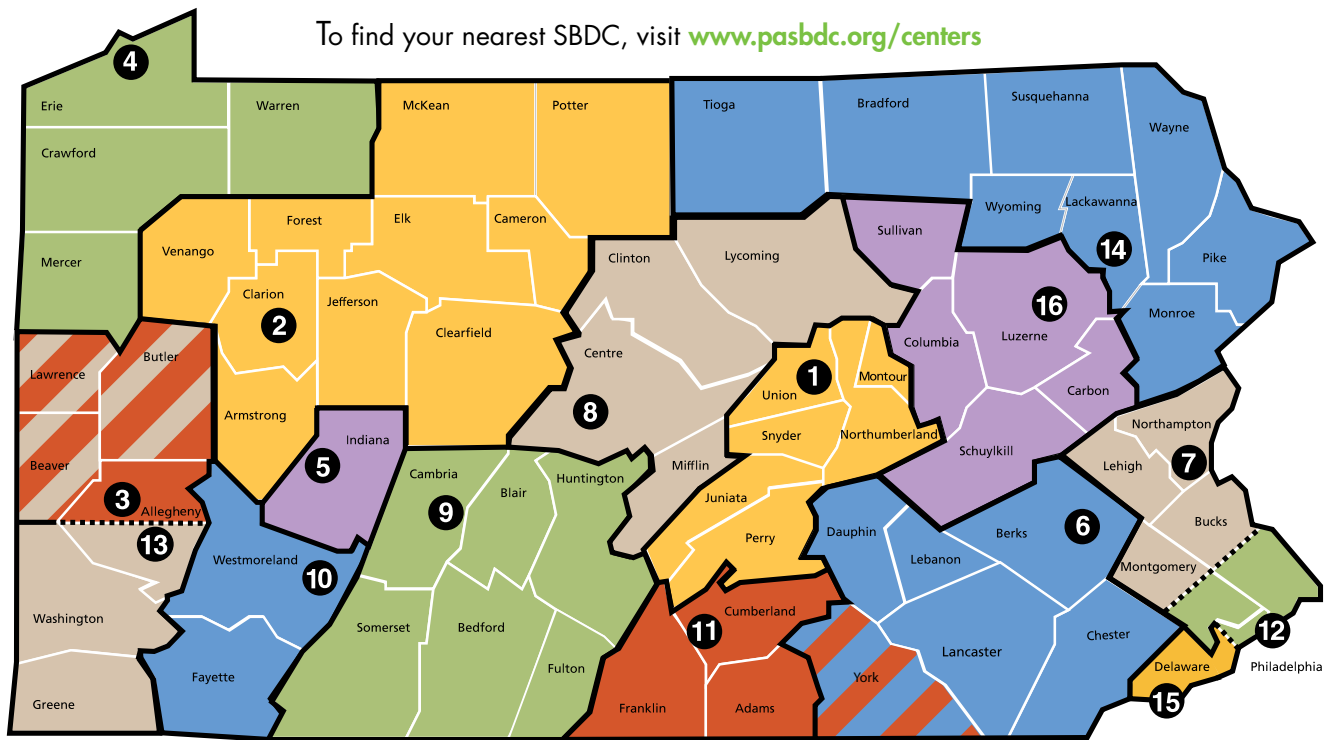 To find your nearest SBDC, visit www.pasbdc.org/centers
4
Erie
Warren
McKean
Potter
Tioga
Bradford
Susquehanna
Wayne
Crawford
Mercer
Venango
Forest
Elk
Cameron
Clarion
Jefferson
2
Clearfield
Clinton
Lycoming
Sullivan
Wyoming
Lackawanna
14
Pike
Monroe
16
Luzerne
Columbia
Carbon
Centre
8
Union
1
Montour
Snyder
Northumberland
Schuylkill
Northampton
Lehigh
7
Bucks
Montgomery
Lawrence
Butler
Beaver
Armstrong
3
Allegheny
13
Indiana
5
Cambria
9
Blair
Huntington
Mifflin
Juniata
Perry
Dauphin
Lebanon
Berks
6
Westmoreland
10
Washington
Greene
Fayette
Somerset
Bedford
Fulton
Cumberland
11
Franklin
Adams
York
Lancaster
Chester
Delaware
15
12
Philadelphia